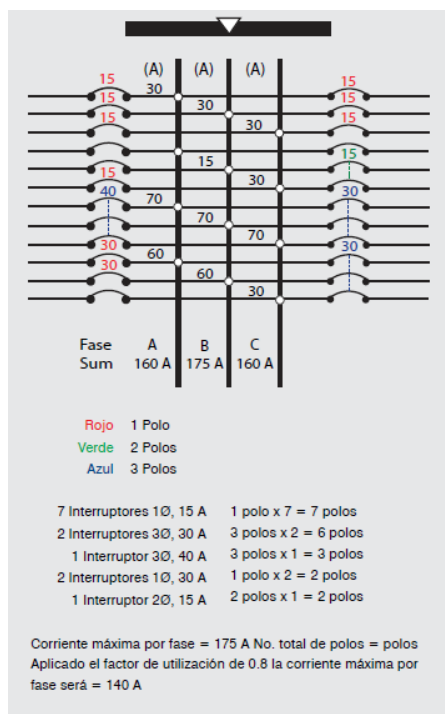 (A) (A) (A)
15 30 15
15 30 15
15 30 15
15 15
15 30
40 70 30
70
30 70 30
30 60
60
30
Fase A B C
Sum 160 A 175 A 160 A
Rojo 1 Polo
Verde 2 Polos
Azul 3 Polos
7 Interruptores 1Ø, 15 A 1 polo x 7 = 7 polos
2 Interruptores 3Ø, 30 A 3 polos x 2 = 6 polos
1 Interruptor 3Ø, 40 A 3 polos x 1 = 3 polos
2 Interruptores 1Ø, 30 A 1 polo x 2 = 2 polos
1 Interruptor 2Ø, 15 A 2 polos x 1 = 2 polos
Corriente máxima por fase = 175 A No. total de polos = polos
Aplicado el factor de utilización de 0.8 la corriente máxima por
fase será = 140 A